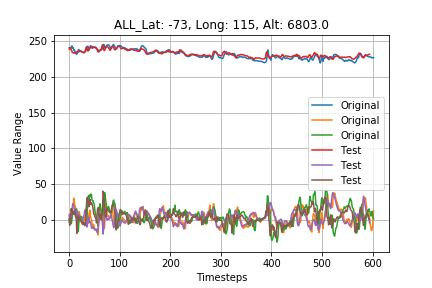 ALL_Lat: -73, Long: 115, Alt: 6803.0
250
200
150
100
50
0
Value Range
Original
Original
Original
Test
Test
Test
0 100 200 300 400 500 600
Timesteps